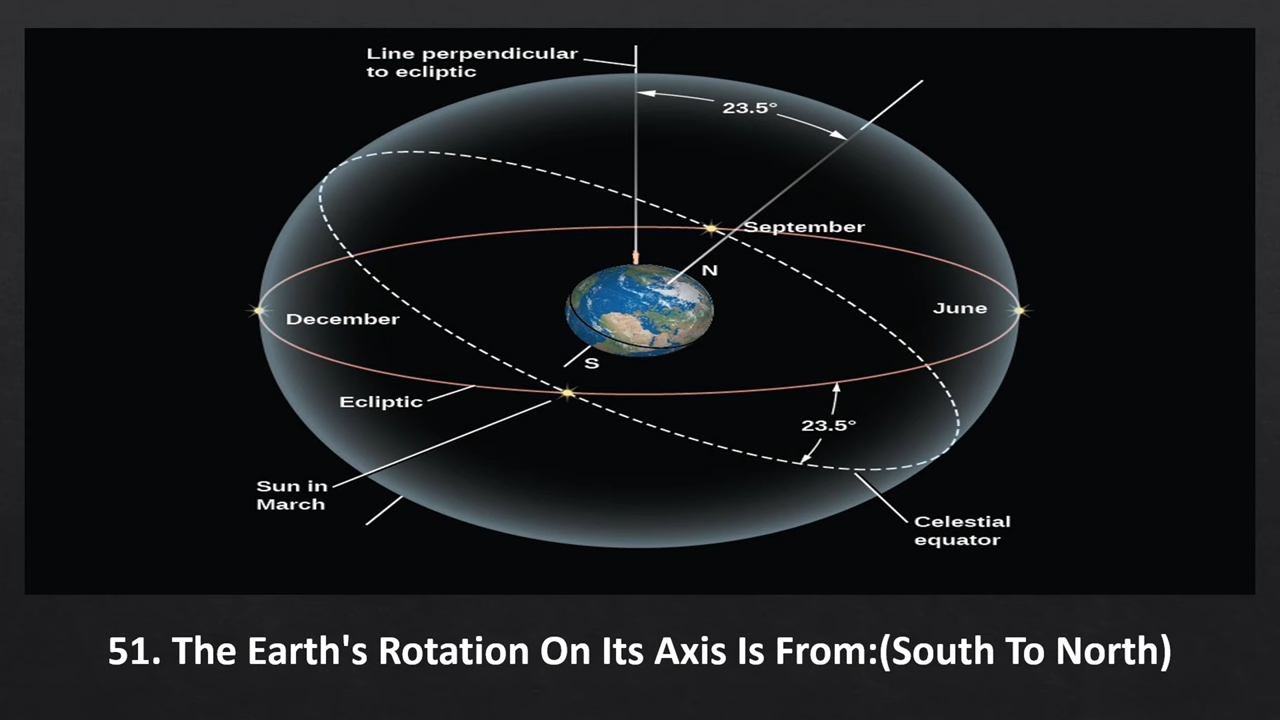 Line perpendicular
to ecliptic
23.5°
September
N
December
June
S
Ecliptic
23.5°
Sun in
March
Celestial
equator
51. The Earth's Rotation On Its Axis Is From:(South To North)